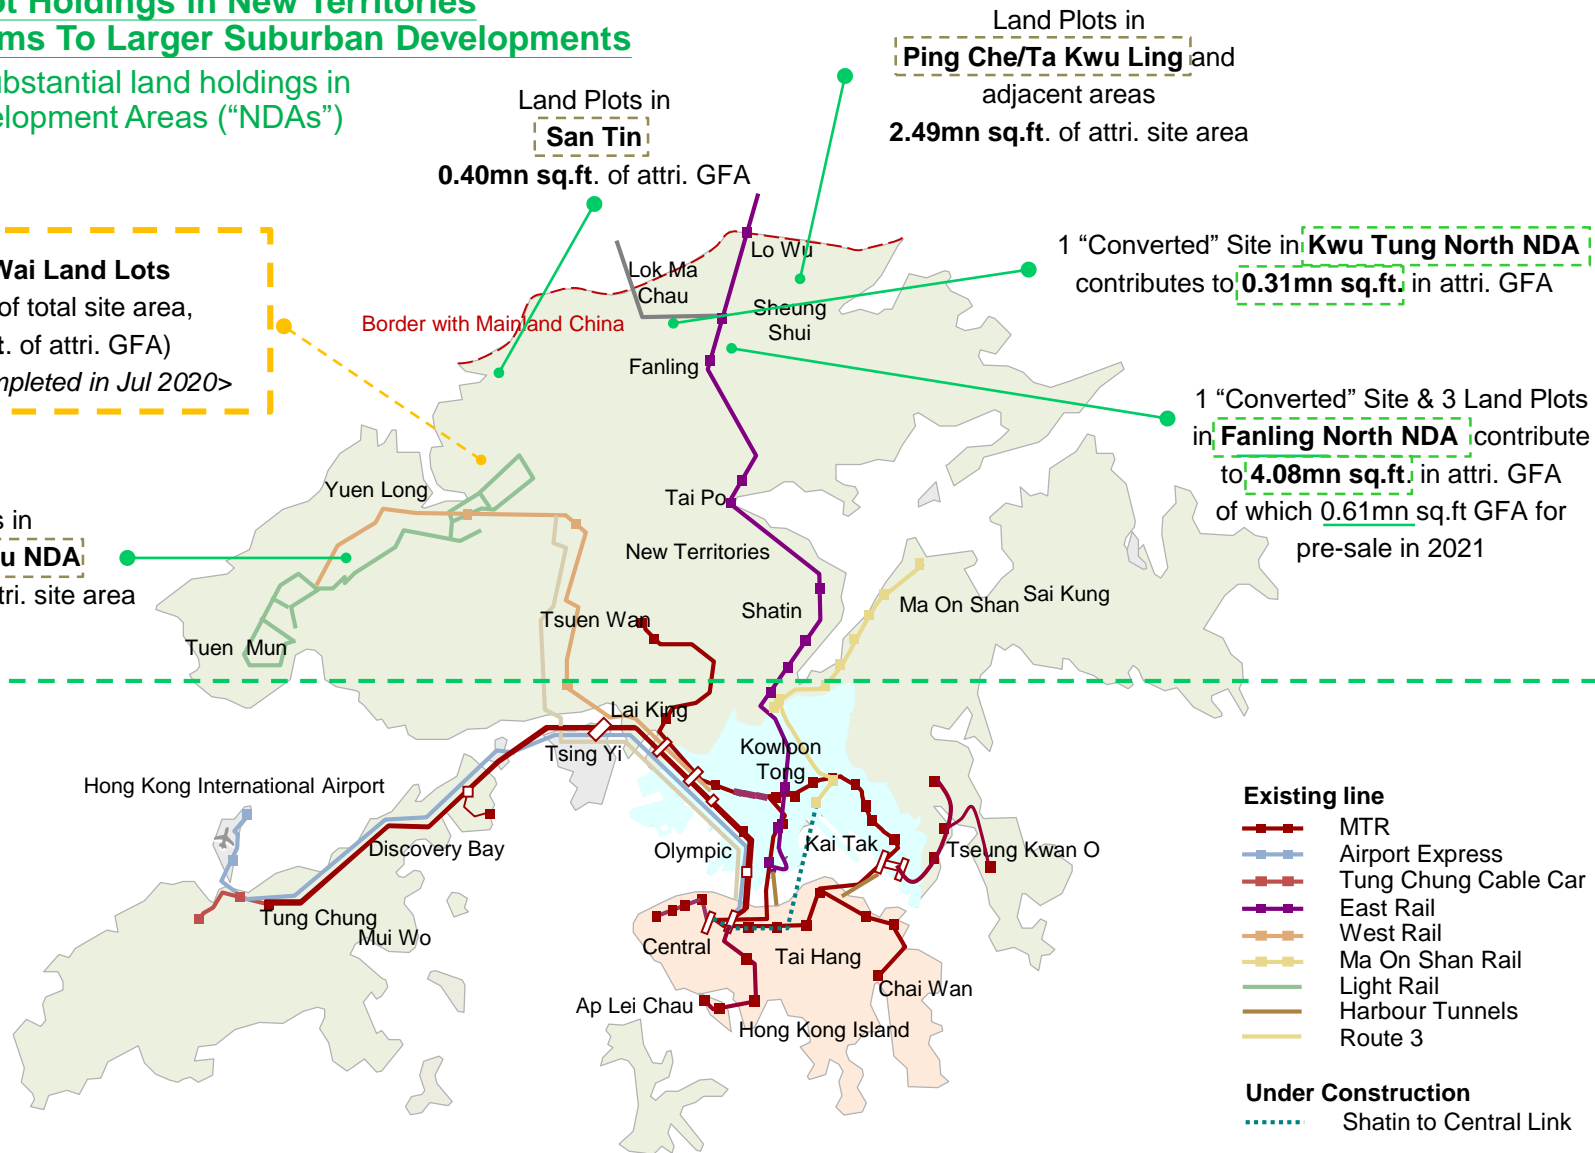 Holdings in New Territories
To Larger Suburban Developments
substantial land holdings in
Areas (“NDAs”)
Land Plots in
San Tin
0.40mn sq.ft. of attri. GFA
Land Plots in
Ping Che/Ta Kwu Ling and
adjacent areas
2.49mn sq.ft. of attri. site area
Wai Land Lots
of total site area,
of attri. GFA)
in Jul 2020>
1 “Converted” Site in Kwu Tung North NDA
contributes to 0.31mn sq.ft. in attri. GFA
1 “Converted” Site & 3 Land Plots
in Fanling North NDA contribute
to 4.08mn sq.ft. in attri. GFA
of which 0.61mn sq.ft GFA for
pre-sale in 2021
in
NDA
site area
Lo Wu
Lok Ma
Chau
Sheung
Shui
Border with Mainland China
Fanling
Yuen Long
Tai Po
New Territories
Tsuen Wan
Shatin
Ma On Shan
Sai Kung
Tuen Mun
Lai King
Tsing Yi
Kowloon
Tong
Hong Kong International Airport
Discovery Bay
Olympic
Kai Tak
Tseung Kwan O
Tung Chung
Mui Wo
Central
Tai Hang
Chai Wan
Ap Lei Chau
Hong Kong Island
Existing line
MTR
Airport Express
Tung Chung Cable Car
East Rail
West Rail
Ma On Shan Rail
Light Rail
Harbour Tunnels
Route 3
Under Construction
Shatin to Central Link